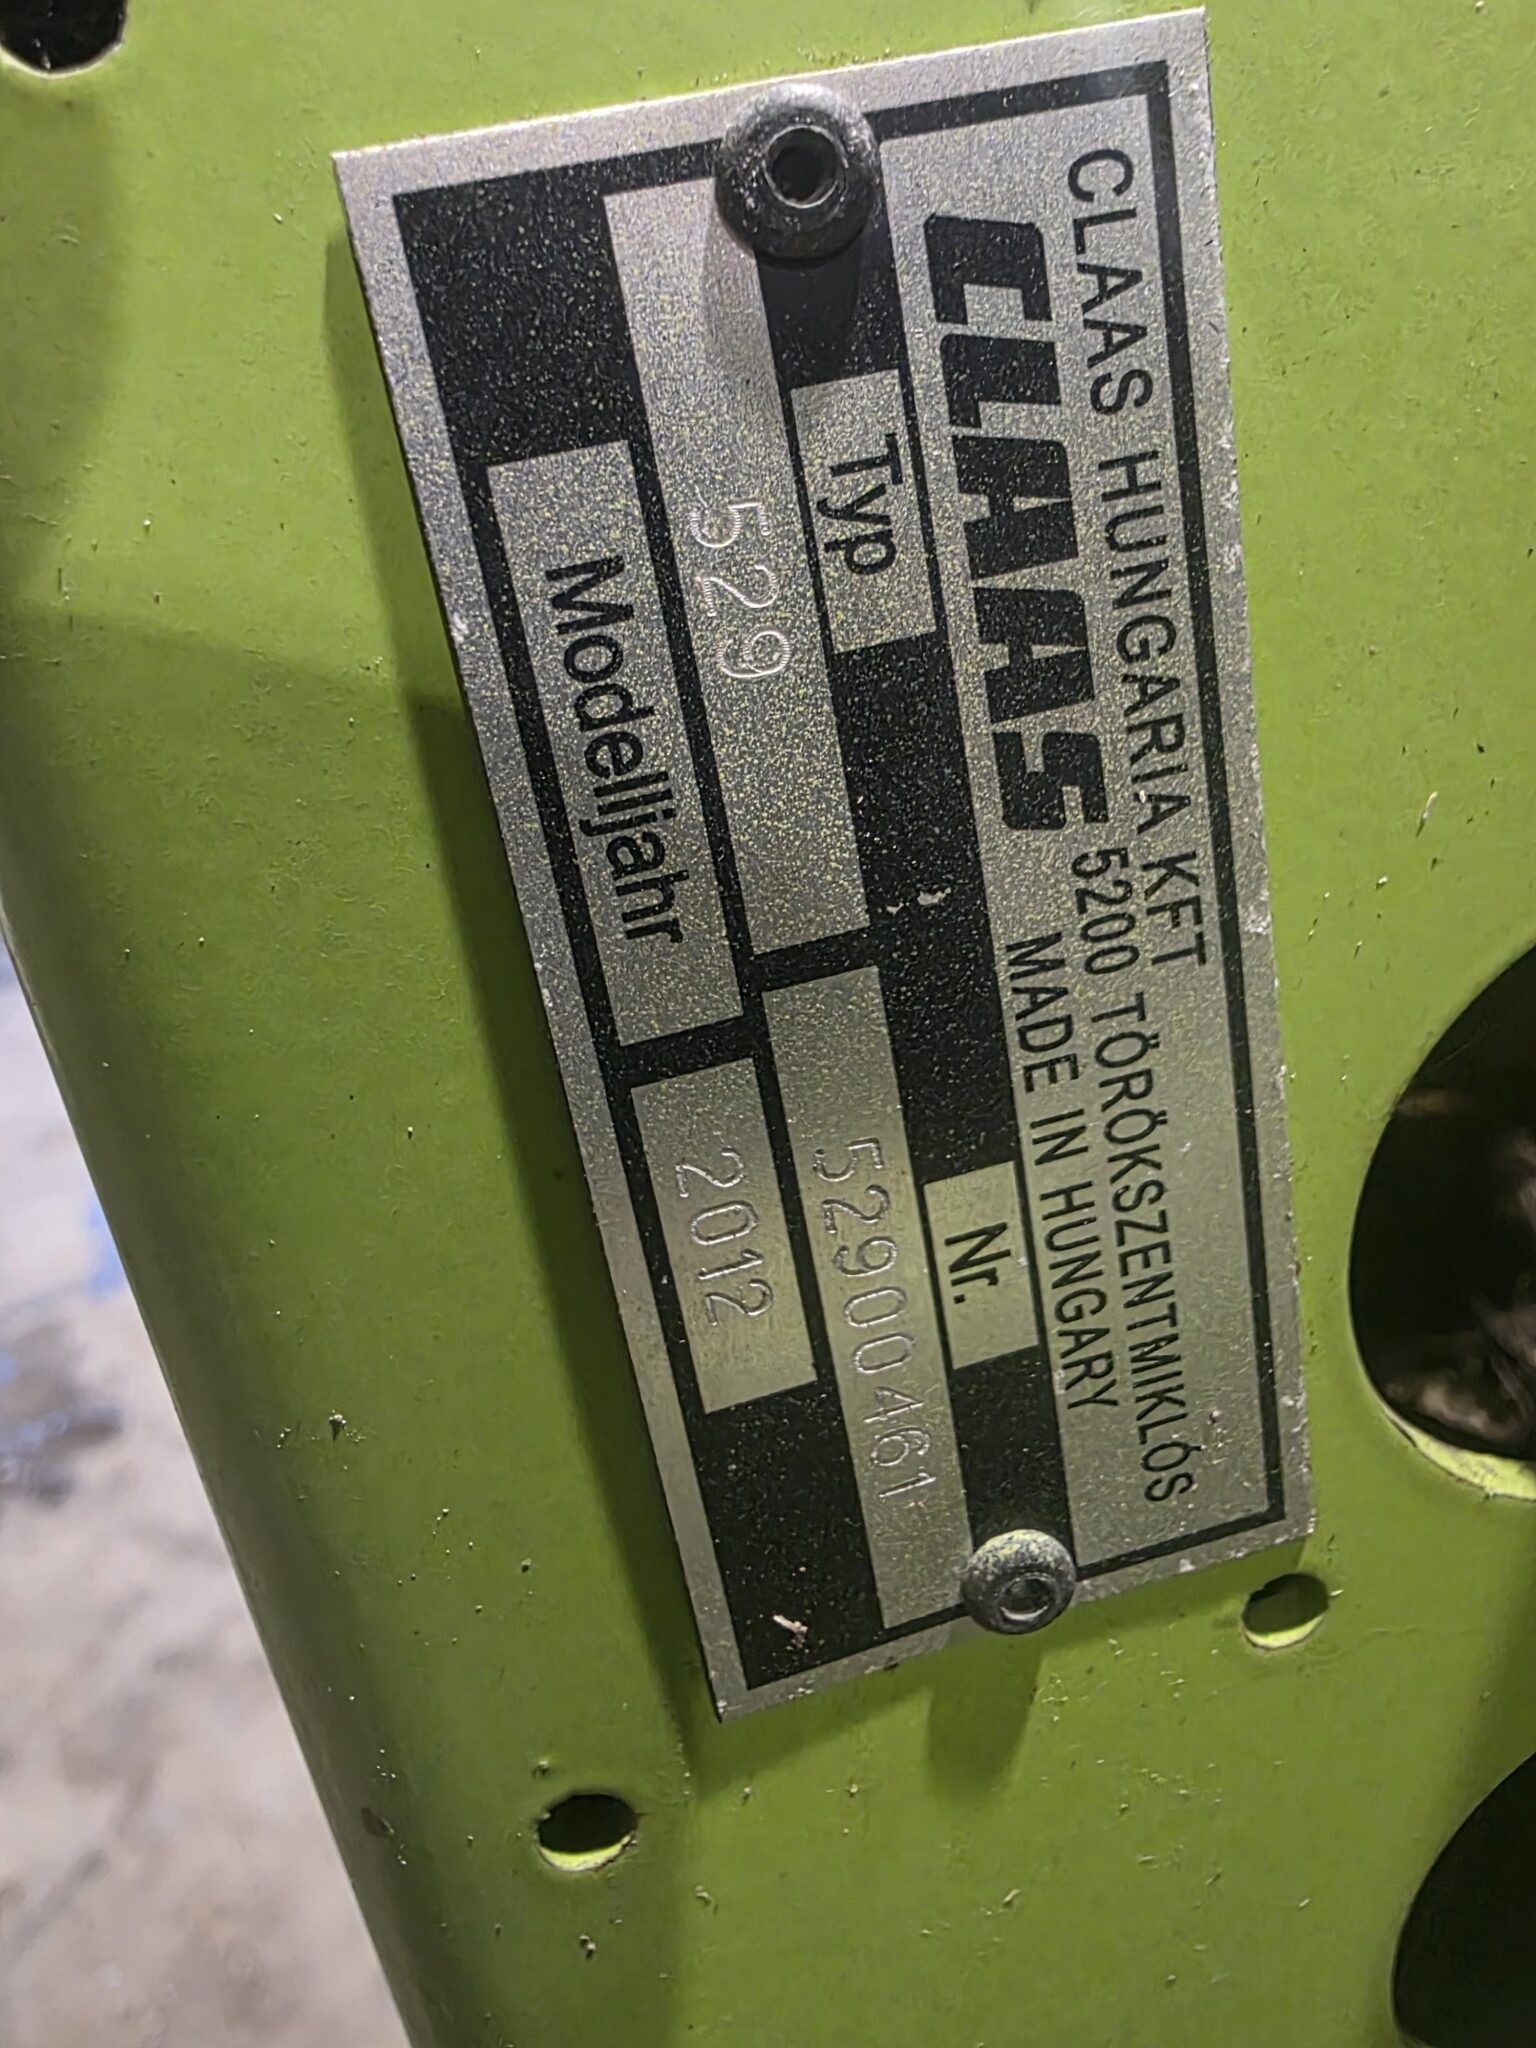 CLAAS HUNGARIA KFT
CLAAS 5200 TÖRÖKSZENTMIKLÓS
MADE IN HUNGARY
Typ Nr.
529 52900461
Modelljahr 2012